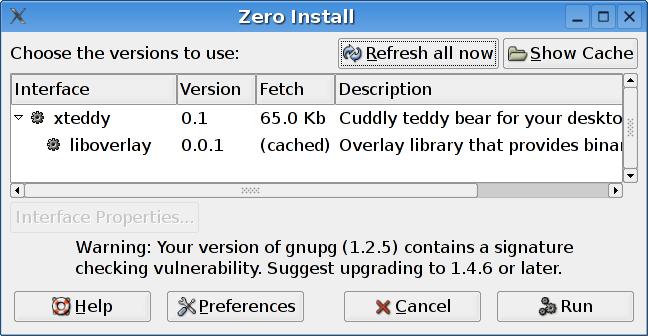 Zero Install
Choose the versions to use:
Refresh all now
Show Cache
Interface Version Fetch Description
xteddy 0.1 65.0 Kb Cuddly teddy bear for your deskto
liboverlay 0.0.1 (cached) Overlay library that provides binar
Interface Properties...
Warning: Your version of gnupg (1.2.5) contains a signature
checking vulnerability. Suggest upgrading to 1.4.6 or later.
Help Preferences Cancel Run